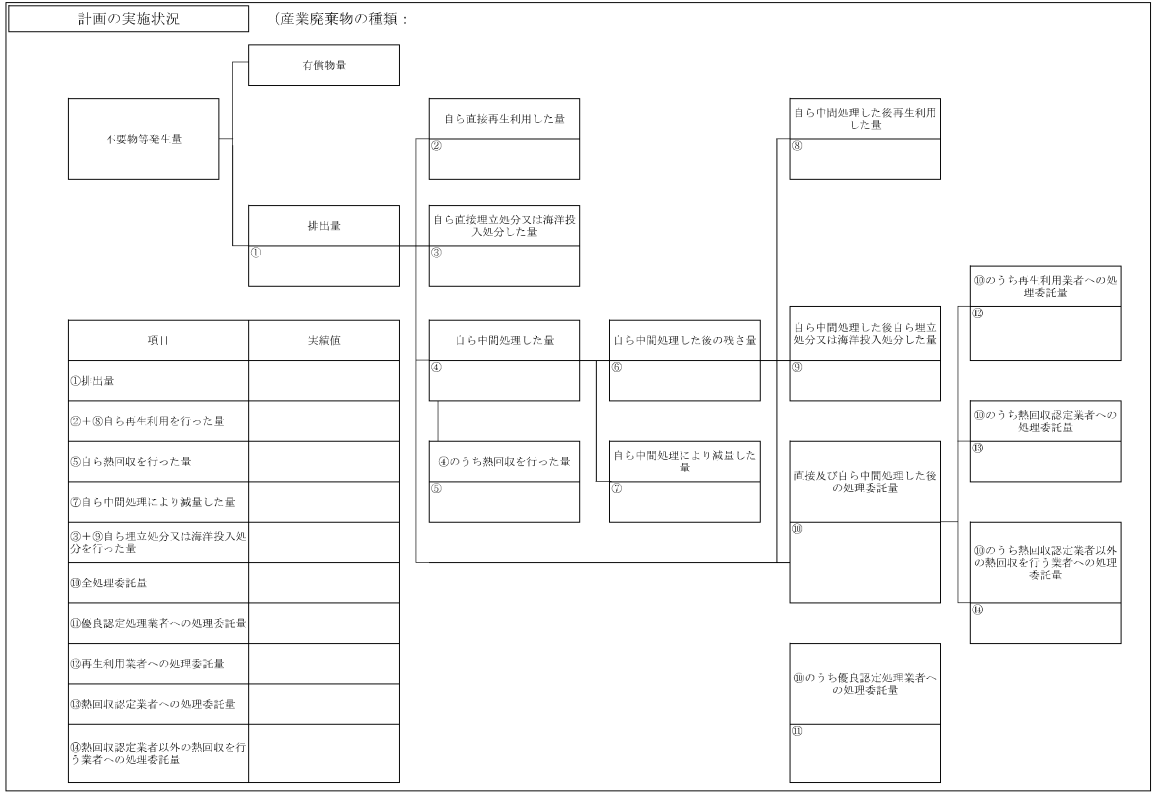 計画の実施状況
(産業廃棄物の種類：
有償物量
不要物等発生量
排出量
①
自ら直接再生利用した量
②
自ら直接埋立処分又は海洋投
入処分した量
③
自ら中間処理した量
④
④のうち熱回収を行った量
⑤
自ら中間処理した後の残さ量
⑥
自ら中間処理により減量した
量
⑦
自ら中間処理した後再生利用
した量
⑧
自ら中間処理した後自ら埋立
処分又は海洋投入処分した量
⑨
直接及び自ら中間処理した後
の処理委託量
⑩
⑩のうち優良認定処理業者へ
の処理委託量
⑪
⑩のうち再生利用業者への処
理委託量
⑫
⑩のうち熱回収認定業者への
処理委託量
⑬
⑩のうち熱回収認定業者以外
の熱回収を行う業者への処理
委託量
⑭
項目
実績値
①排出量
②＋⑧自ら再生利用を行った量
⑤自ら熱回収を行った量
⑦自ら中間処理により減量した量
③＋⑨自ら埋立処分又は海洋投入処
分を行った量
⑩全処理委託量
⑪優良認定処理業者への処理委託量
⑫再生利用業者への処理委託量
⑬熱回収認定業者への処理委託量
⑭熱回収認定業者以外の熱回収を行
う業者への処理委託量